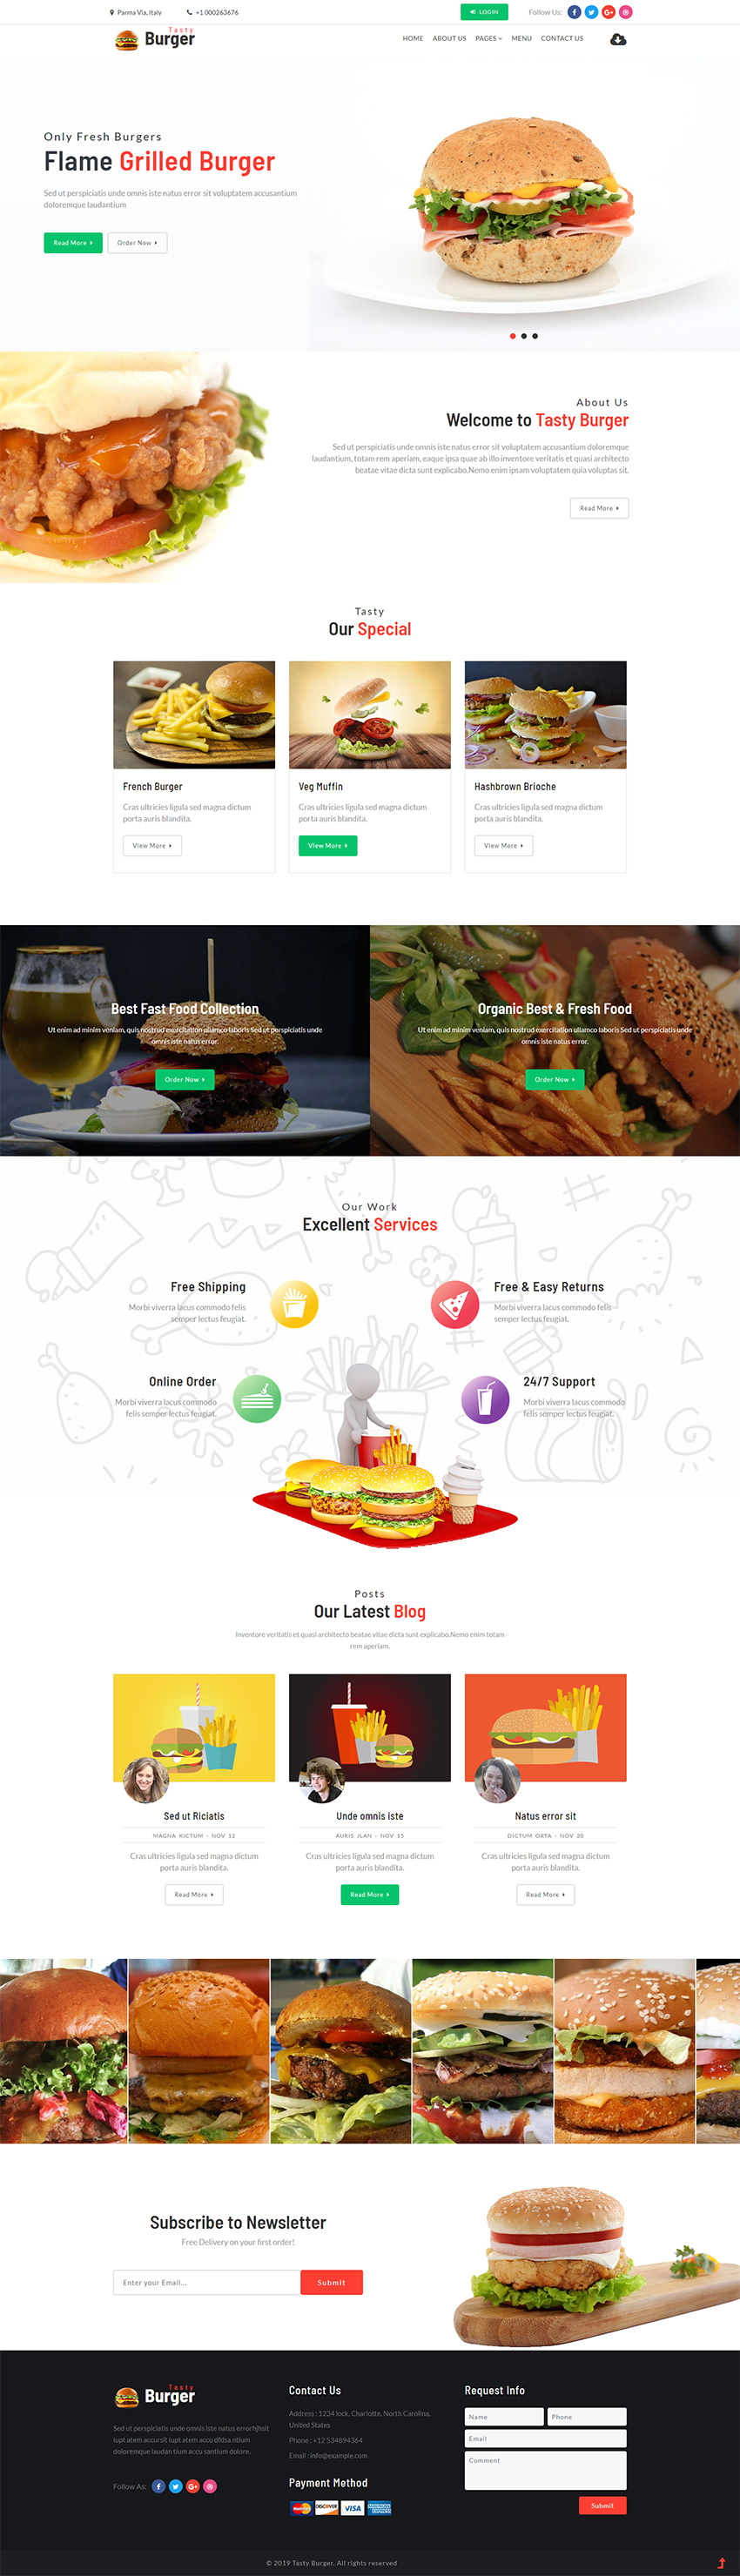 Parma Via, Italy
+1 000263676
LOGIN
Follow Us:
Tasty
Burger
HOME
ABOUT US
PAGES
MENU
CONTACT US
Only Fresh Burgers
Flame Grilled Burger
Sed ut perspiciatis unde omnis iste natus error sit voluptatem accusantium
doloremque laudantium
Read More
Order Now
About Us
Welcome to Tasty Burger
Sed ut perspiciatis unde omnis iste natus error sit voluptatem accusantium doloremque
laudantium, totam rem aperiam, eaque ipsa quae ab illo inventore veritatis et quasi architecto
beatae vitae dicta sunt explicabo.Nemo enim ipsam voluptatem quia voluptas sit.
Read More
Tasty
Our Special
French Burger
Cras ultricies ligula sed magna dictum
porta auris blandita.
View More
Veg Muffin
Cras ultricies ligula sed magna dictum
porta auris blandita.
View More
Hashbrown Brioche
Cras ultricies ligula sed magna dictum
porta auris blandita.
View More
Best Fast Food Collection
Ut enim ad minim veniam, quis nostrud exercitation ullamco laboris Sed ut perspiciatis unde
omnis iste natus error.
Order Now
Organic Best & Fresh Food
Ut enim ad minim veniam, quis nostrud exercitation ullamco laboris Sed ut perspiciatis unde
omnis iste natus error.
Order Now
Our Work
Excellent Services
Free Shipping
Morbi viverra lacus commodo felis
semper lectus feugiat.
Free & Easy Returns
Morbi viverra lacus commodo felis
semper lectus feugiat.
Online Order
Morbi viverra lacus commodo
felis semper lectus feugiat.
24/7 Support
Morbi viverra lacus commodo
felis semper lectus feugiat.
Posts
Our Latest Blog
Inventore veritatis et quasi architecto beatae vitae dicta sunt explicabo.Nemo enim totam
rem aperiam.
Sed ut Riciatis
MAGNA KICTUM - NOV 12
Cras ultricies ligula sed magna dictum
porta auris blandita.
Read More
Unde omnis iste
AURIS JLAN - NOV 15
Cras ultricies ligula sed magna dictum
porta auris blandita.
Read More
Natus error sit
DICTUM ORTA - NOV 20
Cras ultricies ligula sed magna dictum
porta auris blandita.
Read More
Subscribe to Newsletter
Free Delivery on your first order!
Enter your Email...
Submit
Tasty
Burger
Sed ut perspiciatis unde omnis iste natus errorhjhsit
lupt atem accursit lupt atem accu dfdsa ntium
doloremque laudan tium accu santium dolore.
Follow As:
Contact Us
Address : 1234 lock, Charlotte, North Carolina,
United States
Phone : +12 534894364
Email : info@example.com
Payment Method
MasterCard
DISCOVER
VISA
AMERICAN
EXPRESS
Request Info
Name
Phone
Email
Comment
Submit
© 2019 Tasty Burger. All rights reserved